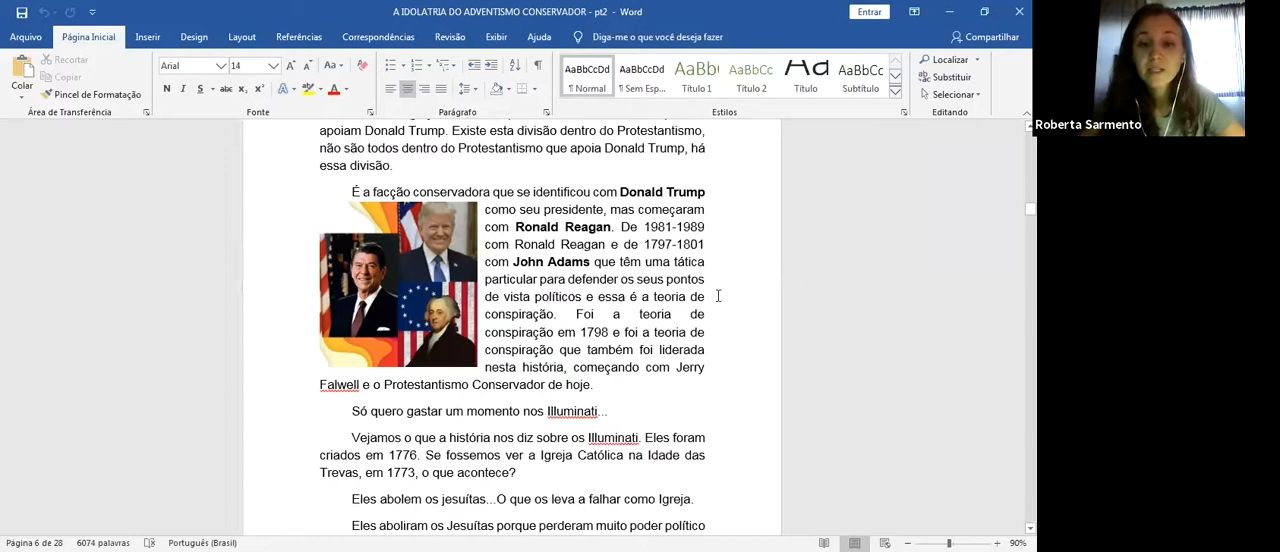 A IDOLATRIA DO ADVENTISMO CONSERVADOR - pt2 - Word
Entrar
Arquivo Página Inicial Inserir Design Layout Referências Correspondências Revisão Exibir Ajuda Diga-me o que você deseja fazer Compartilhar
Colar
Recortar
Copiar
Pincel de Formatação
Área de Transferência
Arial 14
N I S abc x₂ x²
Fonte
Parágrafo
AaBbCcDd AaBbCcDd AaBbCc AaBbCc Aa AaBbCc
¶ Normal ¶ Sem Esp... Título 1 Título 2 Título Subtítulo
Estilos
Localizar
Substituir
Selecionar
Editando
Roberta Sarmento
apoiam Donald Trump. Existe esta divisão dentro do Protestantismo,
não são todos dentro do Protestantismo que apoia Donald Trump, há
essa divisão.
É a facção conservadora que se identificou com Donald Trump
como seu presidente, mas começaram
com Ronald Reagan. De 1981-1989
com Ronald Reagan e de 1797-1801
com John Adams que têm uma tática
particular para defender os seus pontos
de vista políticos e essa é a teoria de
conspiração. Foi a teoria de
conspiração em 1798 e foi a teoria de
conspiração que também foi liderada
nesta história, começando com Jerry
Falwell e o Protestantismo Conservador de hoje.
Só quero gastar um momento nos Illuminati...
Vejamos o que a história nos diz sobre os Illuminati. Eles foram
criados em 1776. Se fossemos ver a Igreja Católica na Idade das
Trevas, em 1773, o que acontece?
Eles abolem os jesuítas...O que os leva a falhar como Igreja.
Eles aboliram os Jesuítas porque perderam muito poder político
Página 6 de 28 6074 palavras Português (Brasil) 90%